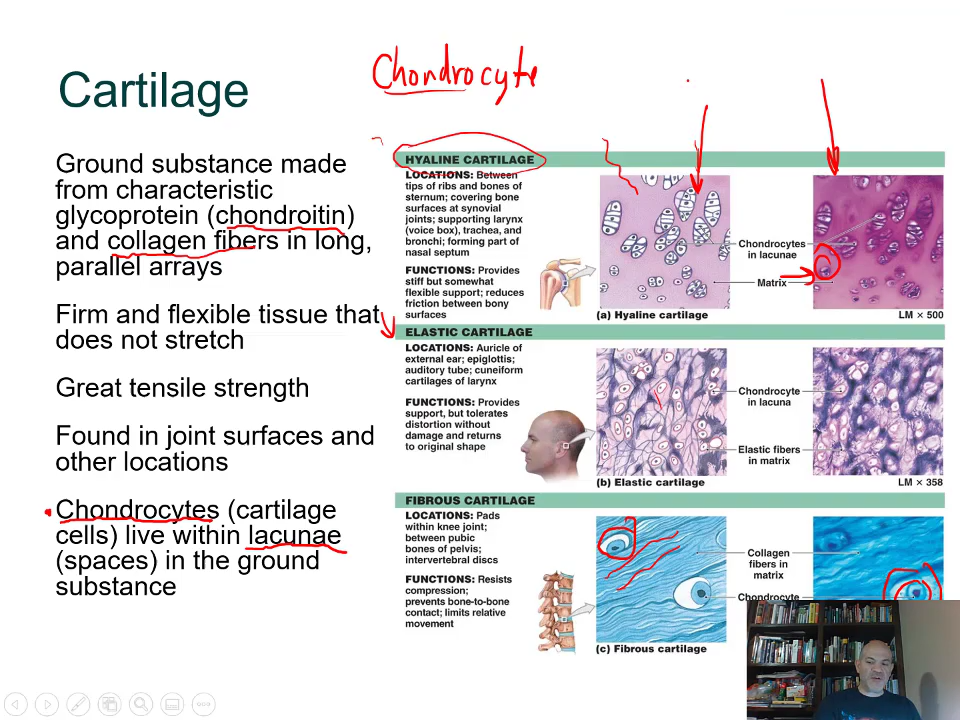 Chondrocyte
Cartilage
Ground substance made
from characteristic
glycoprotein (chondroitin)
and collagen fibers in long,
parallel arrays
Firm and flexible tissue that
does not stretch
Great tensile strength
Found in joint surfaces and
other locations
Chondrocytes (cartilage
cells) live within lacunae
(spaces) in the ground
substance
HYALINE CARTILAGE
LOCATIONS: Between
tips of ribs and bones of
sternum; covering bone
surfaces at synovial
joints; supporting larynx
(voice box), trachea, and
bronchi; forming part of
nasal septum
FUNCTIONS: Provides
stiff but somewhat
flexible support; reduces
friction between bony
surfaces
Chondrocytes
in lacunae
Matrix
(a) Hyaline cartilage
LM × 500
ELASTIC CARTILAGE
LOCATIONS: Auricle of
external ear; epiglottis;
auditory tube; cuneiform
cartilages of larynx
FUNCTIONS: Provides
support, but tolerates
distortion without
damage and returns
to original shape
Chondrocyte
in lacuna
Elastic fibers
in matrix
(b) Elastic cartilage
LM × 358
FIBROUS CARTILAGE
LOCATIONS: Pads
within knee joint;
between pubic
bones of pelvis;
intervertebral discs
FUNCTIONS: Resists
compression;
prevents bone-to-bone
contact; limits relative
movement
Collagen
fibers in
matrix
Chondrocyte
(c) Fibrous cartilage